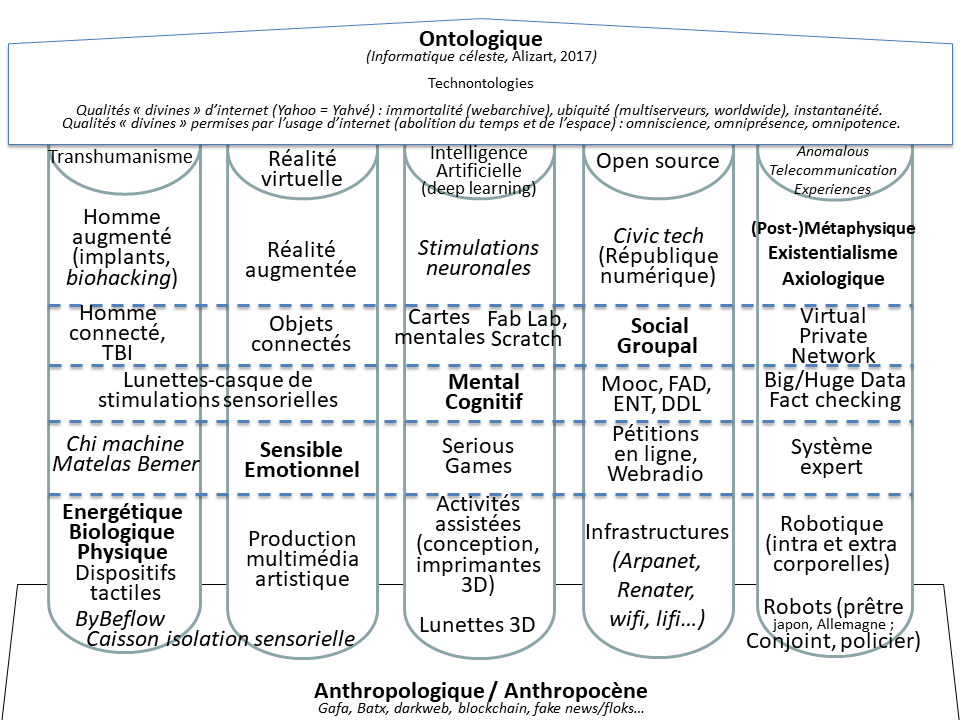 Ontologique
(Informatique céleste, Alizart, 2017)
Technontologies
Qualités « divines » d'internet (Yahoo = Yahvé) : immortalité (webarchive), ubiquité (multiserveurs, worldwide), instantanéité.
Qualités « divines » permises par l'usage d'internet (abolition du temps et de l'espace) : omniscience, omniprésence, omnipotence.
Transhumanisme
Réalité
virtuelle
Intelligence
Artificielle
(deep learning)
Open source
Anomalous
Telecommunication
Experiences
Homme
augmenté
(implants,
biohacking)
Réalité
augmentée
Stimulations
neuronales
Civic tech
(République
numérique)
(Post-)Métaphysique
Existentialisme
Axiologique
Homme
connecté,
TBI
Objets
connectés
Cartes
mentales
Fab Lab,
Scratch
Social
Groupal
Virtual
Private
Network
Lunettes-casque de
stimulations sensorielles
Mental
Cognitif
Mooc, FAD,
ENT, DDL
Big/Huge Data
Fact checking
Chi machine
Matelas Bemer
Sensible
Emotionnel
Serious
Games
Pétitions
en ligne,
Webradio
Système
expert
Energétique
Biologique
Physique
Dispositifs
tactiles
ByBeflow
Caisson isolation sensorielle
Production
multimédia
artistique
Activités
assistées
(conception,
imprimantes
3D)
Lunettes 3D
Infrastructures
(Arpanet,
Renater,
wifi, lifi…)
Robotique
(intra et extra
corporelles)
Robots (prêtre
japon, Allemagne ;
Conjoint, policier)
Anthropologique / Anthropocène
Gafa, Batx, darkweb, blockchain, fake news/floks…